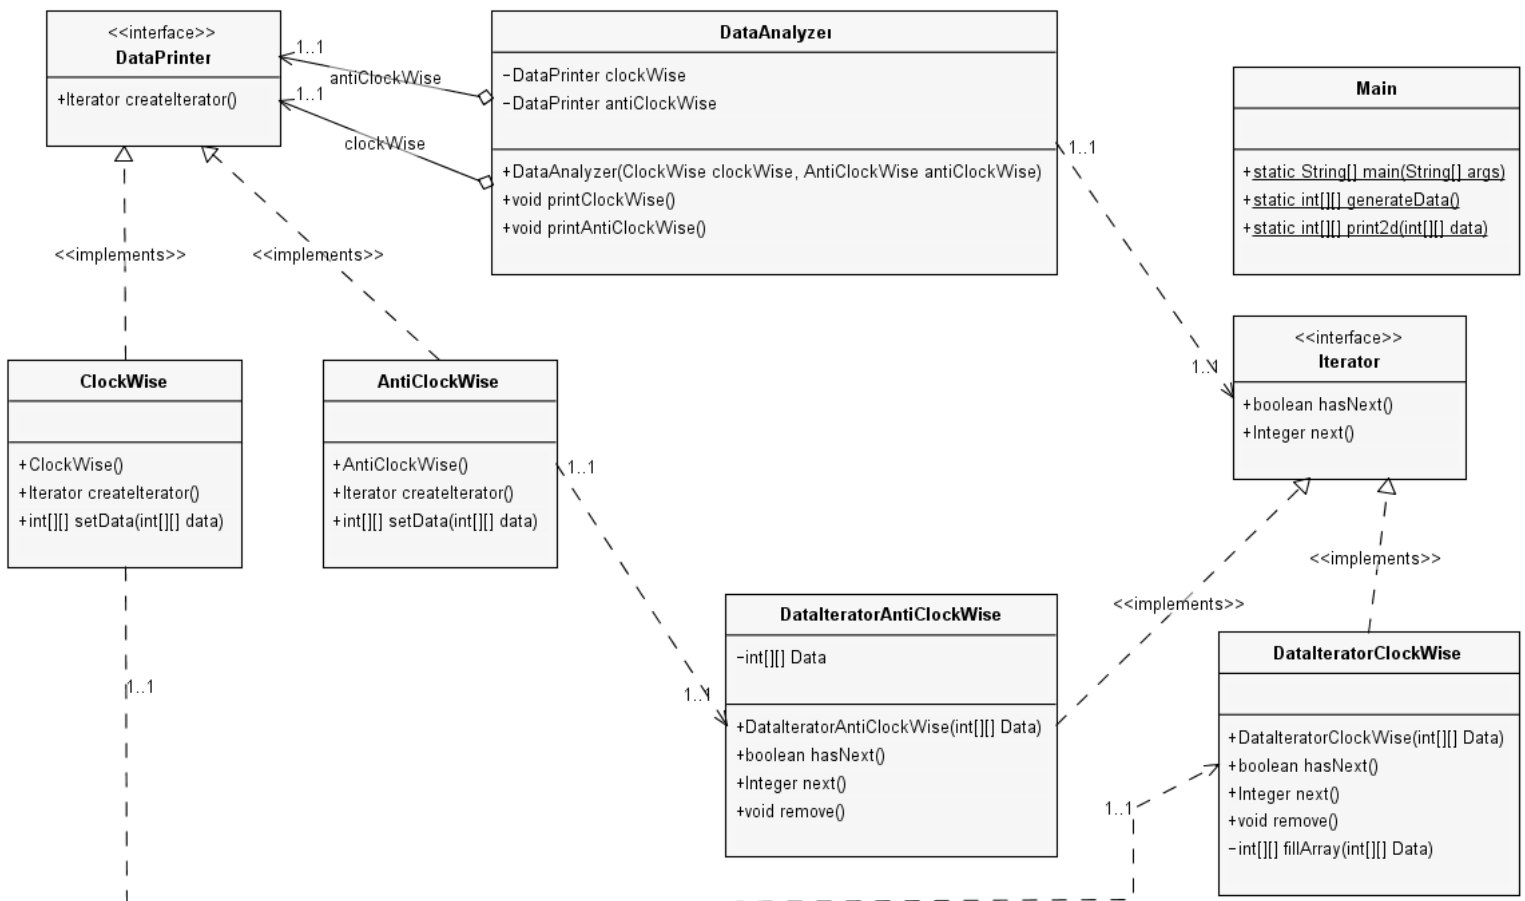 <<interface>>
DataPrinter
+Iterator createIterator()
1..1
antiClockWise
1..1
clockWise
DataAnalyzer
-DataPrinter clockWise
-DataPrinter antiClockWise
+DataAnalyzer(ClockWise clockWise, AntiClockWise antiClockWise)
+void printClockWise()
+void printAntiClockWise()
1..1
1..1
Main
+static String[] main(String[] args)
+static int[][] generateData()
+static int[][] print2d(int[][] data)
<<implements>>
<<implements>>
<<interface>>
Iterator
+boolean hasNext()
+Integer next()
ClockWise
+ClockWise()
+Iterator createIterator()
+int[][] setData(int[][] data)
AntiClockWise
+AntiClockWise()
+Iterator createIterator()
+int[][] setData(int[][] data)
1..1
1..1
<<implements>>
<<implements>>
DataIteratorAntiClockWise
-int[][] Data
+DataIteratorAntiClockWise(int[][] Data)
+boolean hasNext()
+Integer next()
+void remove()
DataIteratorClockWise
+DataIteratorClockWise(int[][] Data)
+boolean hasNext()
+Integer next()
+void remove()
-int[][] fillArray(int[][] Data)
1..1
1..1